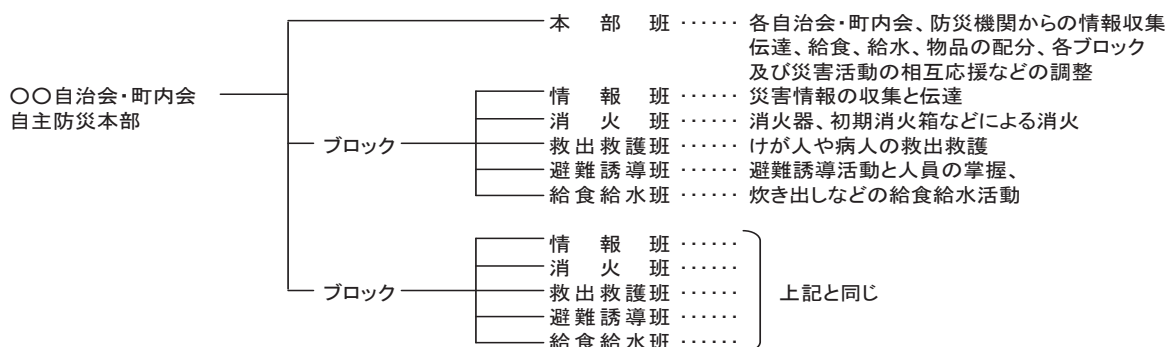 本部班 ‥‥‥ 各自治会・町内会、防災機関からの情報収集
伝達、給食、給水、物品の配分、各ブロック
及び災害活動の相互応援などの調整
〇〇自治会・町内会
自主防災本部
ブロック
情報班 ‥‥‥ 災害情報の収集と伝達
消火班 ‥‥‥ 消火器、初期消火箱などによる消火
救出救護班 ‥‥‥ けが人や病人の救出救護
避難誘導班 ‥‥‥ 避難誘導活動と人員の掌握、
給食給水班 ‥‥‥ 炊き出しなどの給食給水活動
ブロック
情報班 ‥‥‥
消火班 ‥‥‥
救出救護班 ‥‥‥
避難誘導班 ‥‥‥
給食給水班 ‥‥‥
上記と同じ